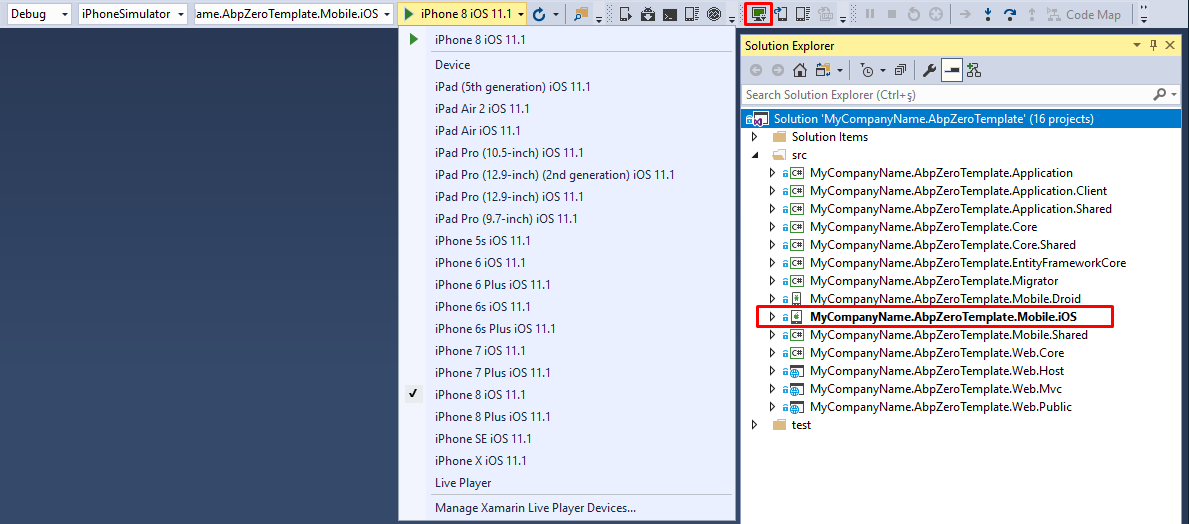 Debug
iPhoneSimulator
ame.AbpZeroTemplate.Mobile.iOS
iPhone 8 iOS 11.1
Code Map
iPhone 8 iOS 11.1
Device
iPad (5th generation) iOS 11.1
iPad Air 2 iOS 11.1
iPad Air iOS 11.1
iPad Pro (10.5-inch) iOS 11.1
iPad Pro (12.9-inch) (2nd generation) iOS 11.1
iPad Pro (12.9-inch) iOS 11.1
iPad Pro (9.7-inch) iOS 11.1
iPhone 5s iOS 11.1
iPhone 6 iOS 11.1
iPhone 6 Plus iOS 11.1
iPhone 6s iOS 11.1
iPhone 6s Plus iOS 11.1
iPhone 7 iOS 11.1
iPhone 7 Plus iOS 11.1
iPhone 8 iOS 11.1
iPhone 8 Plus iOS 11.1
iPhone SE iOS 11.1
iPhone X iOS 11.1
Live Player
Manage Xamarin Live Player Devices...
Solution Explorer
Search Solution Explorer (Ctrl+ş)
Solution 'MyCompanyName.AbpZeroTemplate' (16 projects)
Solution Items
src
C# MyCompanyName.AbpZeroTemplate.Application
C# MyCompanyName.AbpZeroTemplate.Application.Client
C# MyCompanyName.AbpZeroTemplate.Application.Shared
C# MyCompanyName.AbpZeroTemplate.Core
C# MyCompanyName.AbpZeroTemplate.Core.Shared
C# MyCompanyName.AbpZeroTemplate.EntityFrameworkCore
C# MyCompanyName.AbpZeroTemplate.Migrator
MyCompanyName.AbpZeroTemplate.Mobile.Droid
MyCompanyName.AbpZeroTemplate.Mobile.iOS
C# MyCompanyName.AbpZeroTemplate.Mobile.Shared
C# MyCompanyName.AbpZeroTemplate.Web.Core
MyCompanyName.AbpZeroTemplate.Web.Host
MyCompanyName.AbpZeroTemplate.Web.Mvc
MyCompanyName.AbpZeroTemplate.Web.Public
test